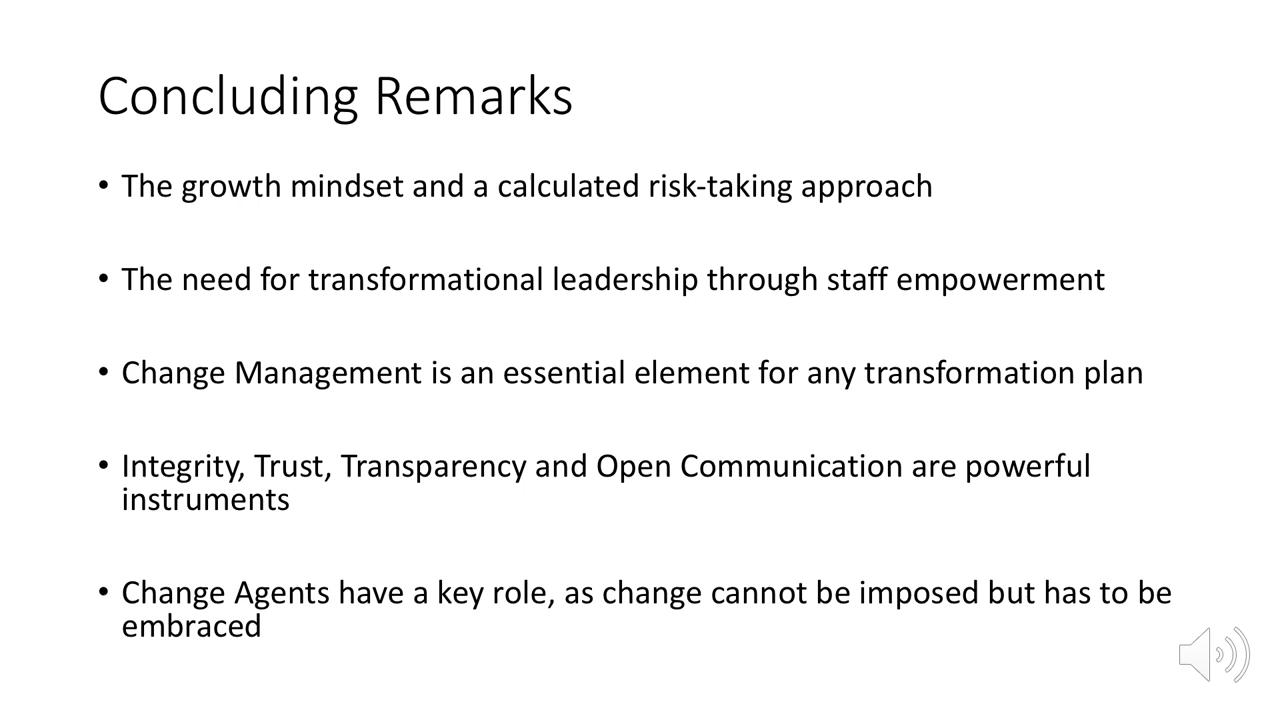 Concluding Remarks
• The growth mindset and a calculated risk-taking approach
• The need for transformational leadership through staff empowerment
• Change Management is an essential element for any transformation plan
• Integrity, Trust, Transparency and Open Communication are powerful
instruments
• Change Agents have a key role, as change cannot be imposed but has to be
embraced